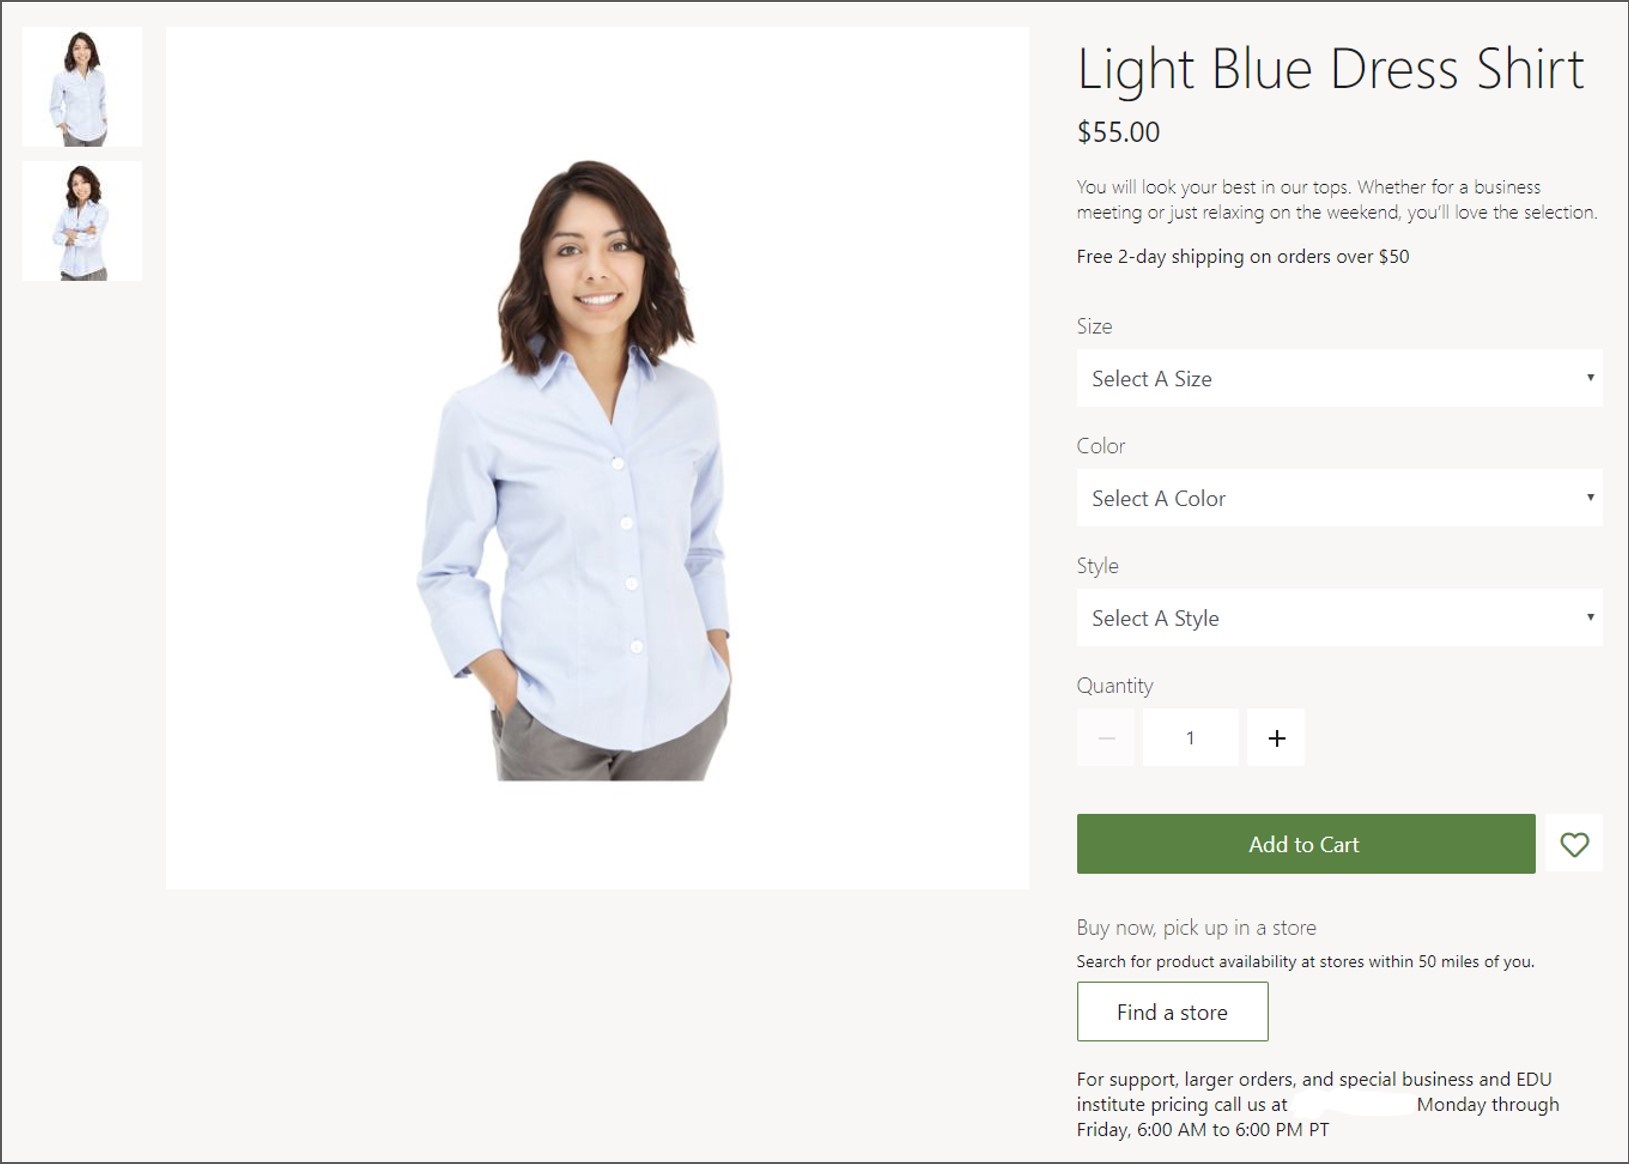 Light Blue Dress Shirt
$55.00
You will look your best in our tops. Whether for a business
meeting or just relaxing on the weekend, you’ll love the selection.
Free 2-day shipping on orders over $50
Size
Select A Size
Color
Select A Color
Style
Select A Style
Quantity
1
Add to Cart
Buy now, pick up in a store
Search for product availability at stores within 50 miles of you.
Find a store
For support, larger orders, and special business and EDU
institute pricing call us at Monday through
Friday, 6:00 AM to 6:00 PM PT